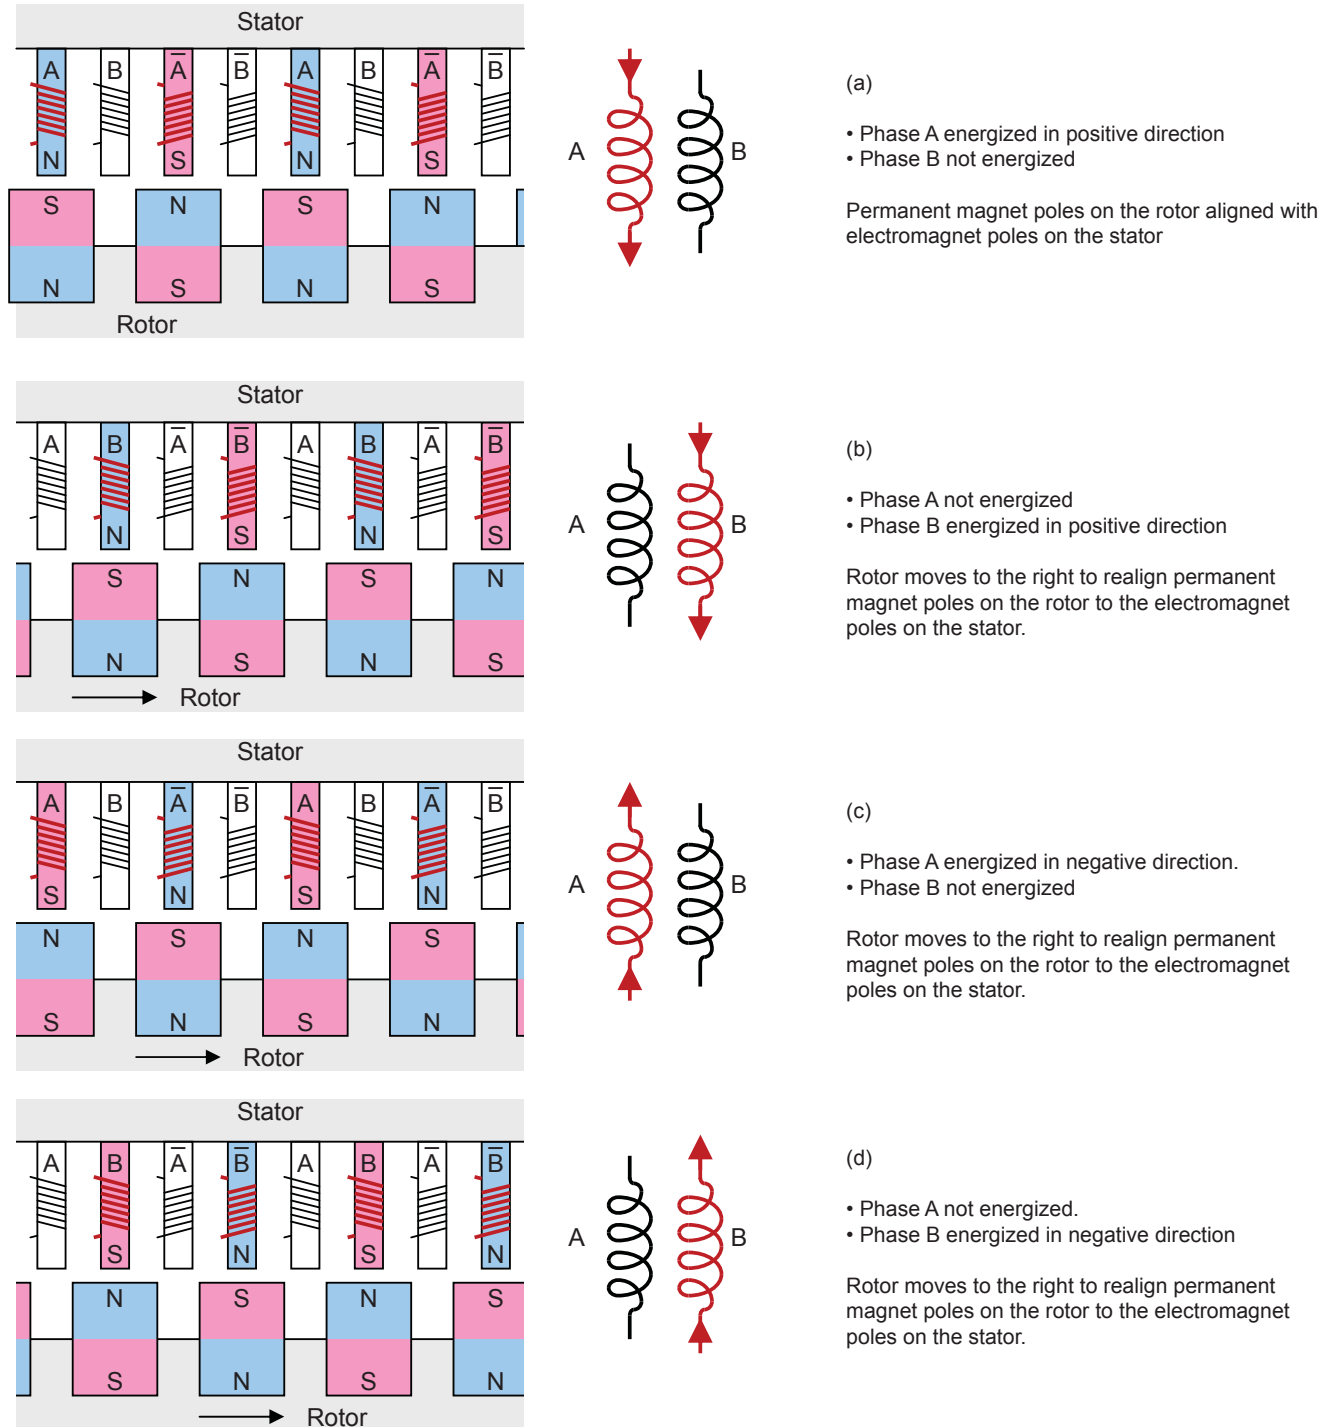 Stator
A B A̅ B̅ A B A̅ B̅
N S N S
S N S N
N S N S
Rotor
A B
(a)
• Phase A energized in positive direction
• Phase B not energized
Permanent magnet poles on the rotor aligned with
electromagnet poles on the stator
Stator
A B A̅ B̅ A B A̅ B̅
N S N S
S N S N
N S N S
Rotor
A B
(b)
• Phase A not energized
• Phase B energized in positive direction
Rotor moves to the right to realign permanent
magnet poles on the rotor to the electromagnet
poles on the stator.
Stator
A B A̅ B̅ A B A̅ B̅
S N S N
N S N S
S N S N
Rotor
A B
(c)
• Phase A energized in negative direction.
• Phase B not energized
Rotor moves to the right to realign permanent
magnet poles on the rotor to the electromagnet
poles on the stator.
Stator
A B A̅ B̅ A B A̅ B̅
S N S N
N S N S
S N S N
Rotor
A B
(d)
• Phase A not energized.
• Phase B energized in negative direction
Rotor moves to the right to realign permanent
magnet poles on the rotor to the electromagnet
poles on the stator.